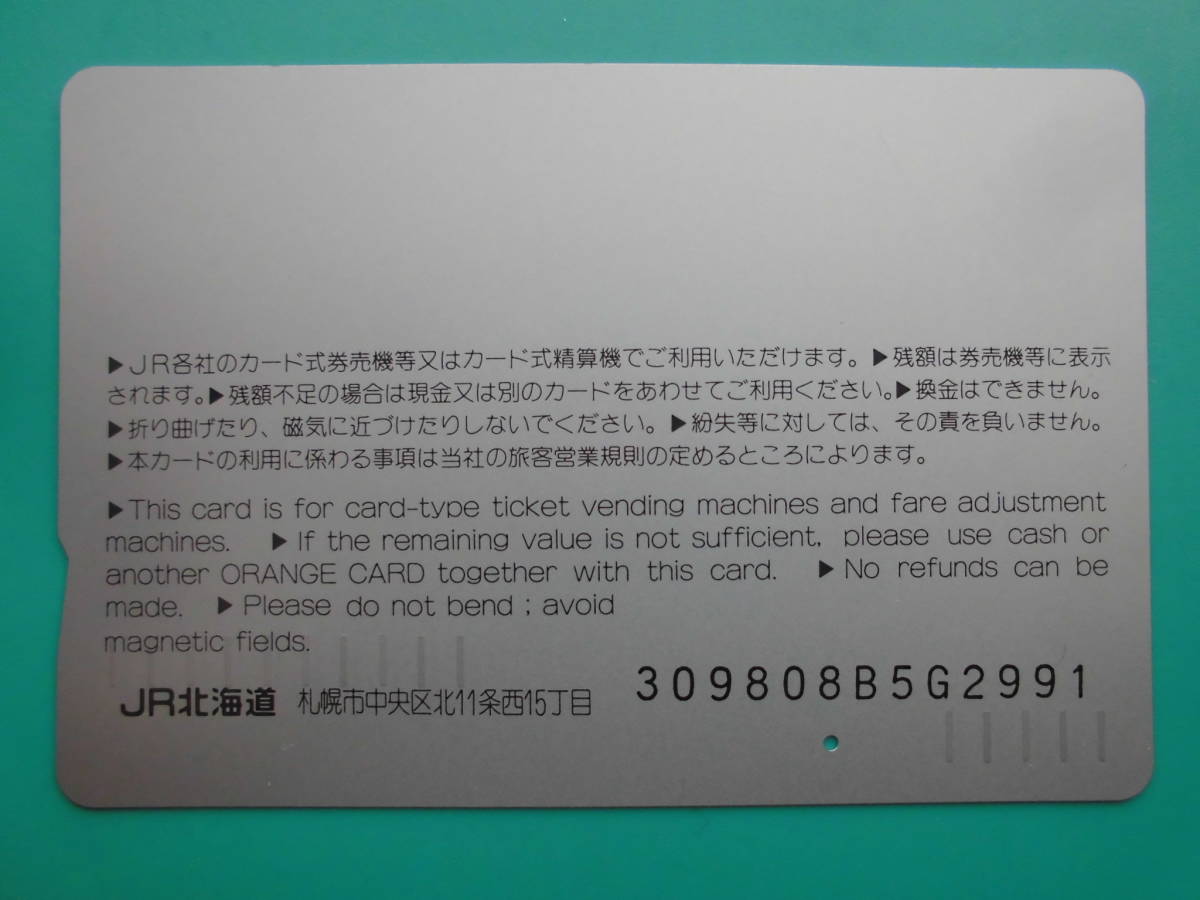 ▶JR各社のカード式券売機等又はカード式精算機でご利用いただけます。▶残額は券売機等に表示
されます。▶残額不足の場合は現金又は別のカードをあわせてご利用ください。▶換金はできません。
▶折り曲げたり、磁気に近づけたりしないでください。▶紛失等に対しては、その責を負いません。
▶本カードの利用に係わる事項は当社の旅客営業規則の定めるところによります。
▶This card is for card-type ticket vending machines and fare adjustment
machines. ▶If the remaining value is not sufficient, please use cash or
another ORANGE CARD together with this card. ▶No refunds can be
made. ▶Please do not bend ; avoid
magnetic fields.
JR北海道 札幌市中央区北11条西15丁目 309808B5G2991